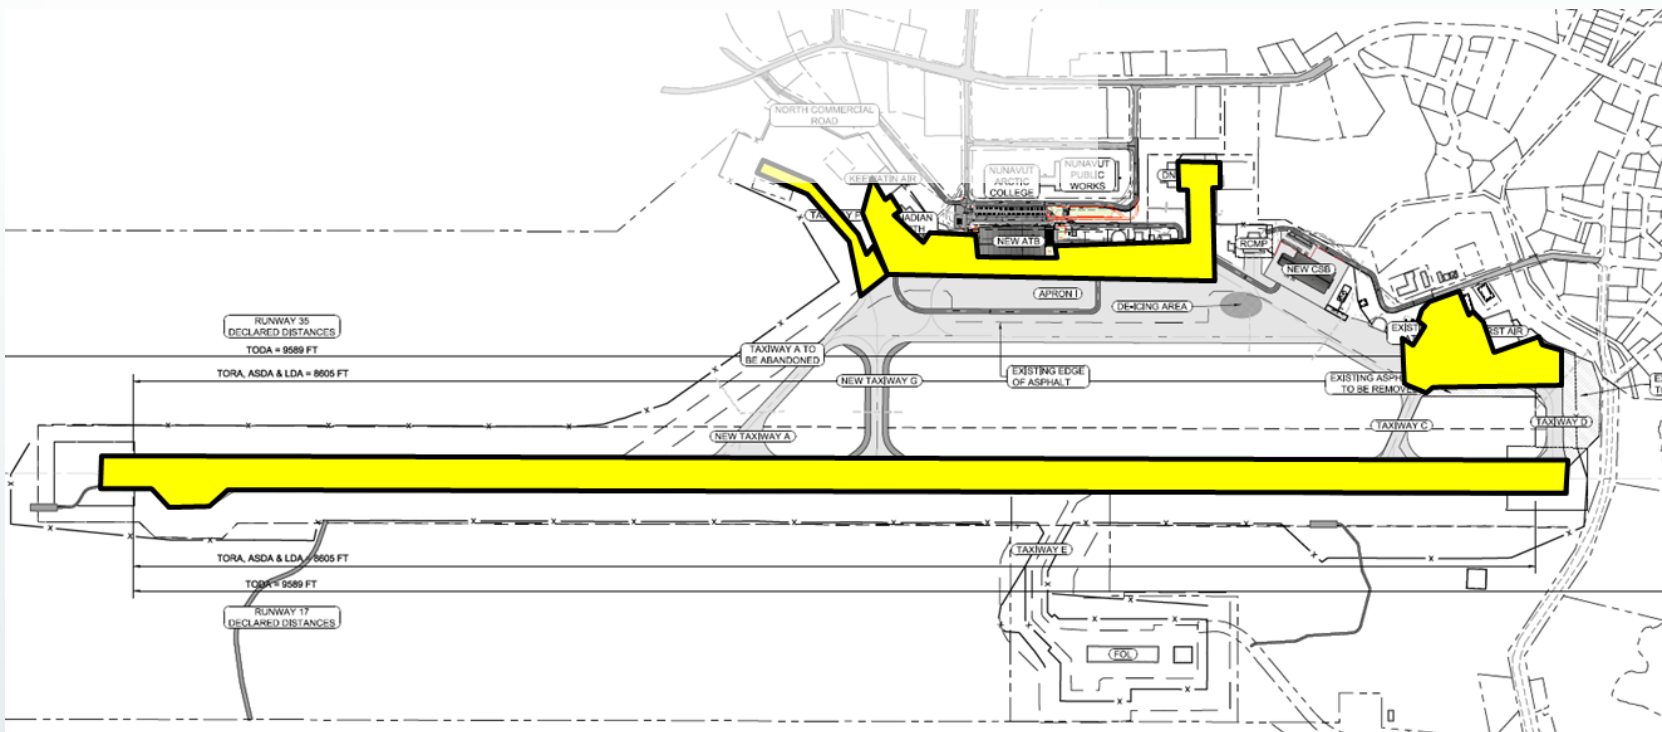 NORTH COMMERCIAL
ROAD
NUNAVUT
ARCTIC
COLLEGE
NUNAVUT
PUBLIC
WORKS
NEW ATB
RCMP
NEW CSB
APRON I
DE-ICING AREA
RUNWAY 35
DECLARED DISTANCES
TODA = 9589 FT
TORA, ASDA & LDA = 8605 FT
TAXIWAY A TO
BE ABANDONED
NEW TAXIWAY G
EXISTING EDGE
OF ASPHALT
EXISTING
TO BE
NEW TAXIWAY A
TAXIWAY C
TAXIWAY D
TAXIWAY E
TORA, ASDA & LDA = 8605 FT
TODA = 9589 FT
RUNWAY 17
DECLARED DISTANCES
FOL